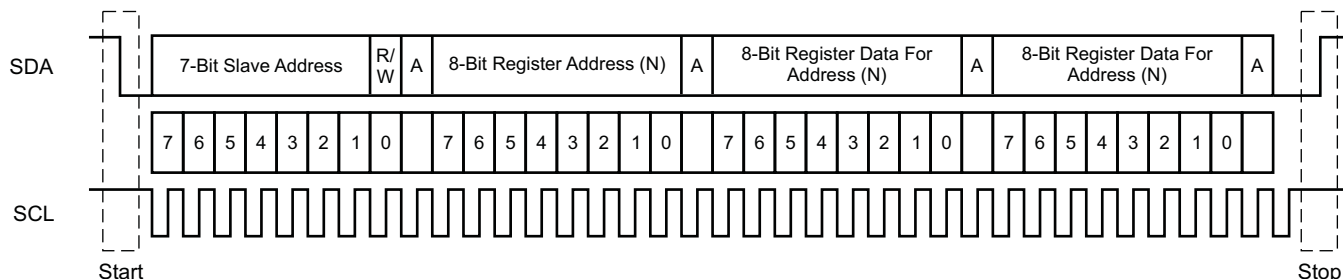 SDA
7-Bit Slave Address
R/
W
A
8-Bit Register Address (N)
A
8-Bit Register Data For
Address (N)
A
8-Bit Register Data For
Address (N)
A
7 6 5 4 3 2 1 0 7 6 5 4 3 2 1 0 7 6 5 4 3 2 1 0 7 6 5 4 3 2 1 0
SCL
Start
Stop